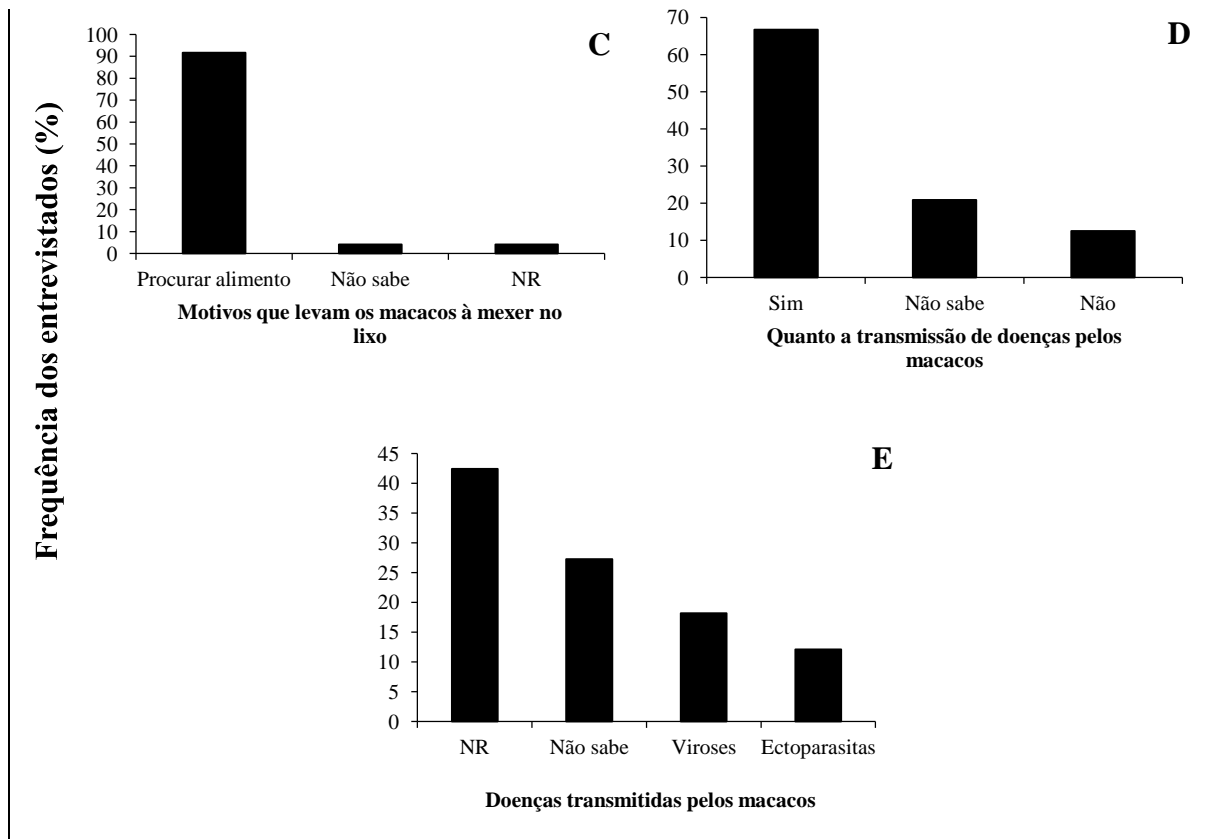 Frequência dos entrevistados (%)
C
100
90
80
70
60
50
40
30
20
10
0
Procurar alimento Não sabe NR
Motivos que levam os macacos à mexer no
lixo
D
70
60
50
40
30
20
10
0
Sim Não sabe Não
Quanto a transmissão de doenças pelos
macacos
E
45
40
35
30
25
20
15
10
5
0
NR Não sabe Viroses Ectoparasitas
Doenças transmitidas pelos macacos